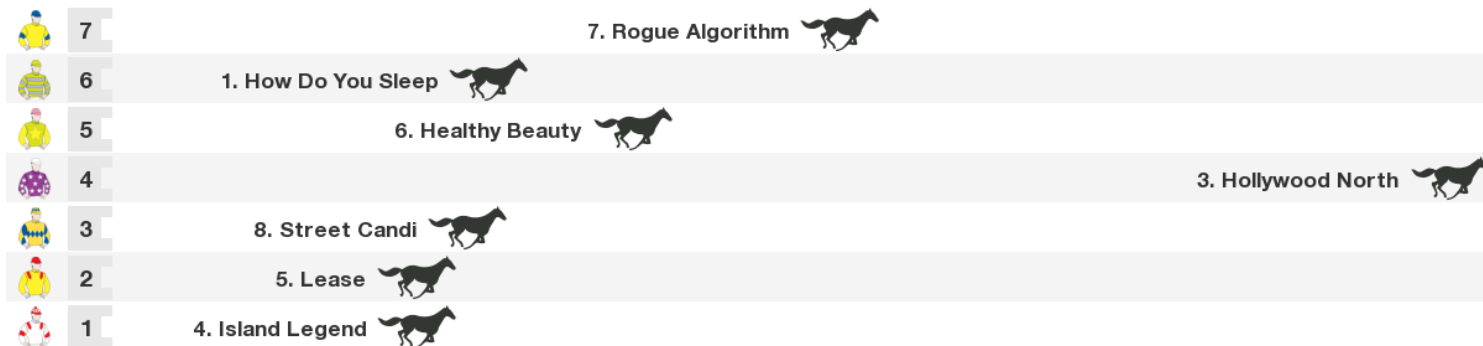 7 7. Rogue Algorithm
6 1. How Do You Sleep
5 6. Healthy Beauty
4 3. Hollywood North
3 8. Street Candi
2 5. Lease
1 4. Island Legend